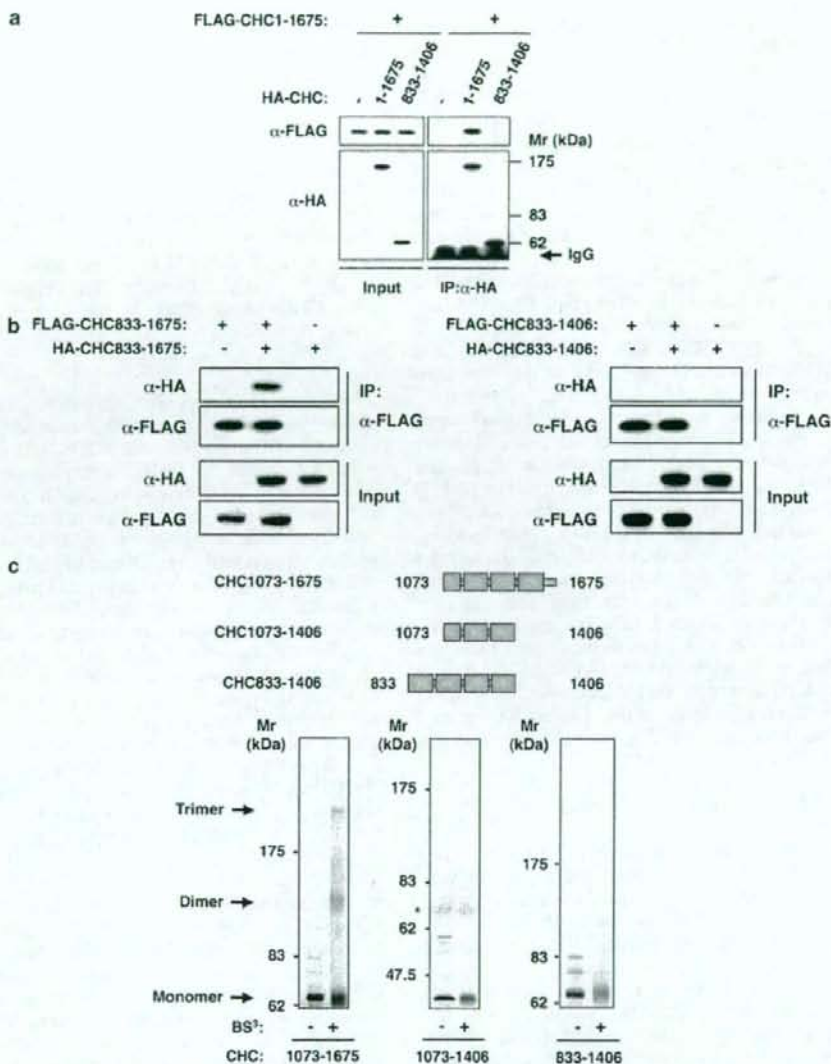 a
FLAG-CHC1-1675: + +
HA-CHC: - 1-1675 833-1406 - 1-1675 833-1406
α-FLAG
Mr (kDa)
175
α-HA
83
62
IgG
Input IP:α-HA
b
FLAG-CHC833-1675: + + -
HA-CHC833-1675: - + +
α-HA
α-FLAG
IP:
α-FLAG
α-HA
α-FLAG
Input
FLAG-CHC833-1406: + + -
HA-CHC833-1406: - + +
α-HA
α-FLAG
IP:
α-FLAG
α-HA
α-FLAG
Input
c
CHC1073-1675 1073 1675
CHC1073-1406 1073 1406
CHC833-1406 833 1406
Mr
(kDa)
Trimer
175
Dimer
83
Monomer
62
Mr
(kDa)
175
83
*
62
47.5
Mr
(kDa)
175
83
62
BS³: - + - + - +
CHC: 1073-1675 1073-1406 833-1406